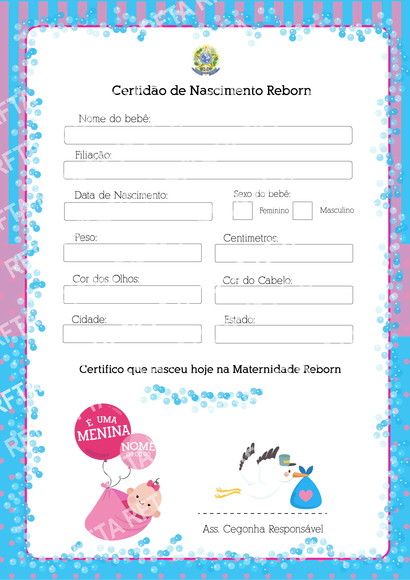 Certidão de Nascimento Reborn
Nome do bebê:
Filiação:
Data de Nascimento:
Sexo do bebê:
Feminino
Masculino
Peso:
Centimetros:
Cor dos Olhos:
Cor do Cabelo:
Cidade:
Estado:
Certifico que nasceu hoje na Maternidade Reborn
É UMA
MENINA
NOME
Ass. Cegonha Responsável